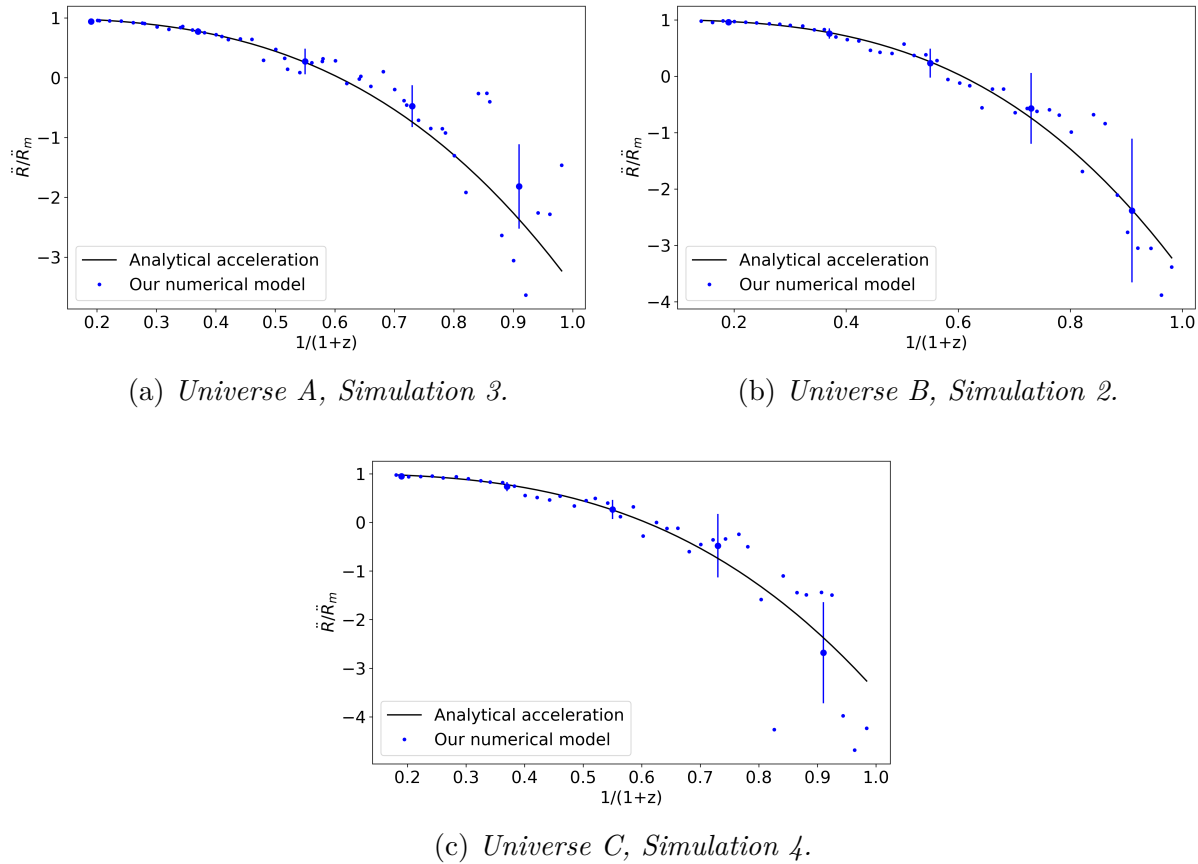 1
0
−1
−2
−3
R̈/R̈m
Analytical acceleration
Our numerical model
0.2 0.3 0.4 0.5 0.6 0.7 0.8 0.9 1.0
1/(1+z)
(a) Universe A, Simulation 3.
1
0
−1
−2
−3
−4
R̈/R̈m
Analytical acceleration
Our numerical model
0.2 0.4 0.6 0.8 1.0
1/(1+z)
(b) Universe B, Simulation 2.
1
0
−1
−2
−3
−4
R̈/R̈m
Analytical acceleration
Our numerical model
0.2 0.3 0.4 0.5 0.6 0.7 0.8 0.9 1.0
1/(1+z)
(c) Universe C, Simulation 4.